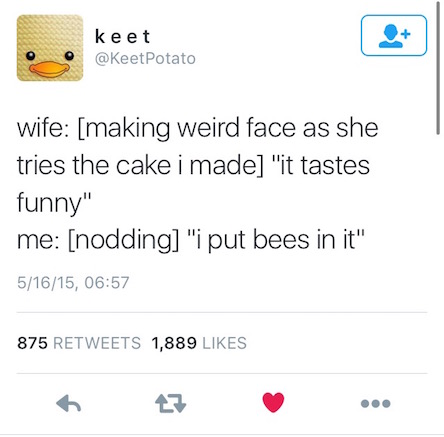 keet
@KeetPotato
wife: [making weird face as she
tries the cake i made] "it tastes
funny"
me: [nodding] "i put bees in it"
5/16/15, 06:57
875 RETWEETS 1,889 LIKES